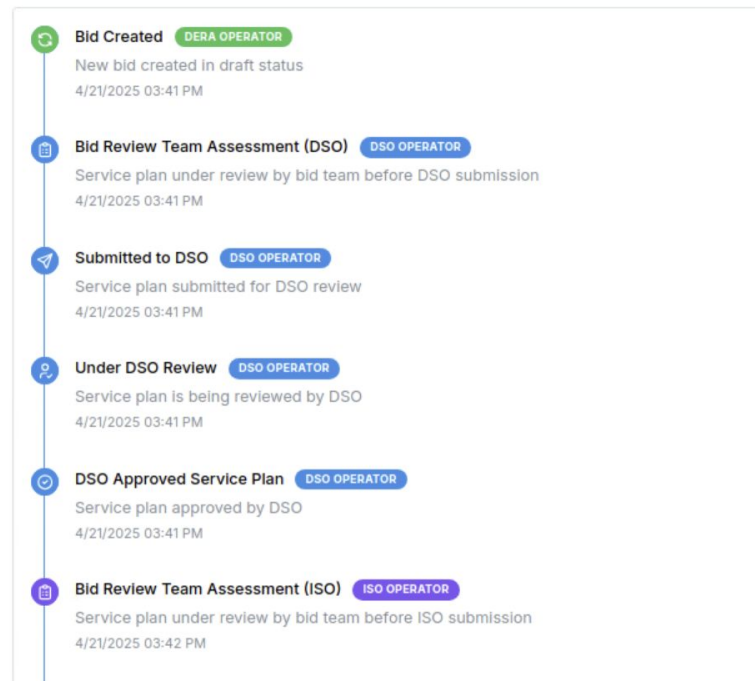 Bid Created DERA OPERATOR
New bid created in draft status
4/21/2025 03:41 PM
Bid Review Team Assessment (DSO) DSO OPERATOR
Service plan under review by bid team before DSO submission
4/21/2025 03:41 PM
Submitted to DSO DSO OPERATOR
Service plan submitted for DSO review
4/21/2025 03:41 PM
Under DSO Review DSO OPERATOR
Service plan is being reviewed by DSO
4/21/2025 03:41 PM
DSO Approved Service Plan DSO OPERATOR
Service plan approved by DSO
4/21/2025 03:41 PM
Bid Review Team Assessment (ISO) ISO OPERATOR
Service plan under review by bid team before ISO submission
4/21/2025 03:42 PM